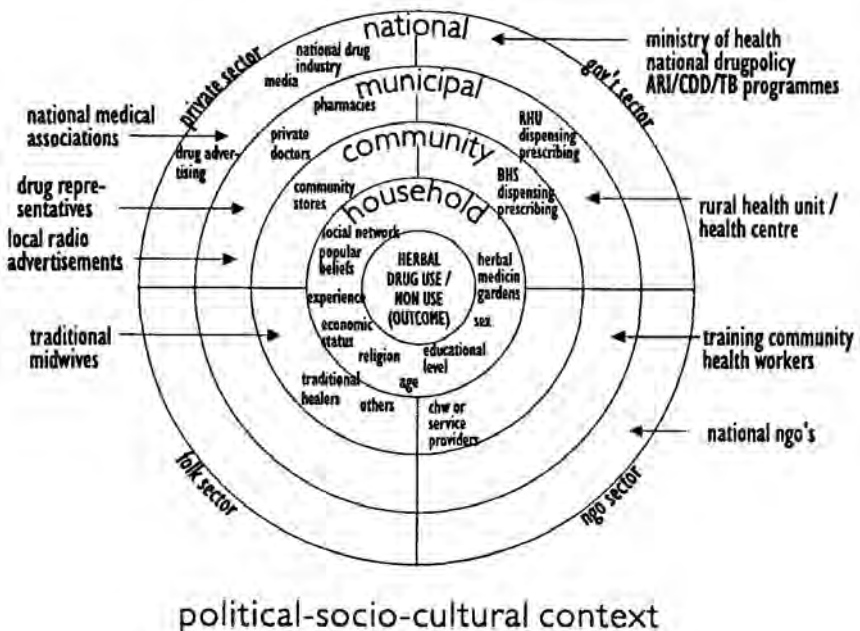 national
national drug
industry
media
private sector
gov't sector
ministry of health
national drugpolicy
ARI/CDD/TB programmes
municipal
pharmacies
national medical
associations
drug adver-
tising
private
doctors
RHU
dispensing
prescribing
community
community
stores
BHS
dispensing
prescribing
drug repre-
sentatives
local radio
advertisements
rural health unit /
health centre
household
social network
popular
beliefs
experience
economic
status
religion
age
educational
level
sex
herbal
medicin
gardens
HERBAL
DRUG USE /
NON USE
(OUTCOME)
traditional
midwives
traditional
healers
others
chw or
service
providers
training community
health workers
national ngo's
folk sector
ngo sector
political-socio-cultural context